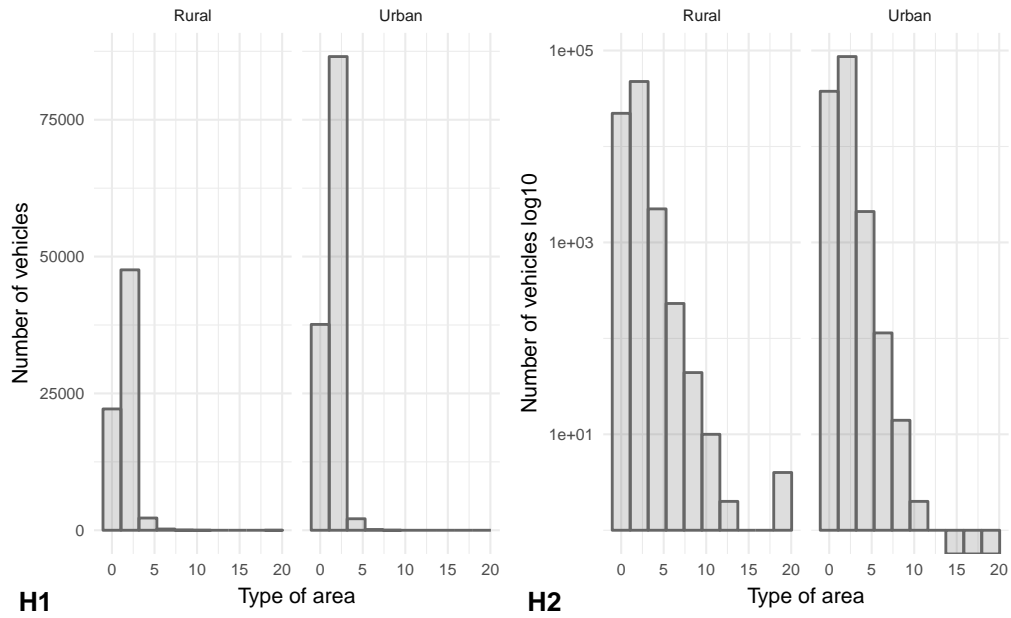 Rural
Urban
Number of vehicles
75000
50000
25000
0
0 5 10 15 20
0 5 10 15 20
Type of area
H1
Rural
Urban
Number of vehicles log10
1e+05
1e+03
1e+01
0 5 10 15 20
0 5 10 15 20
Type of area
H2